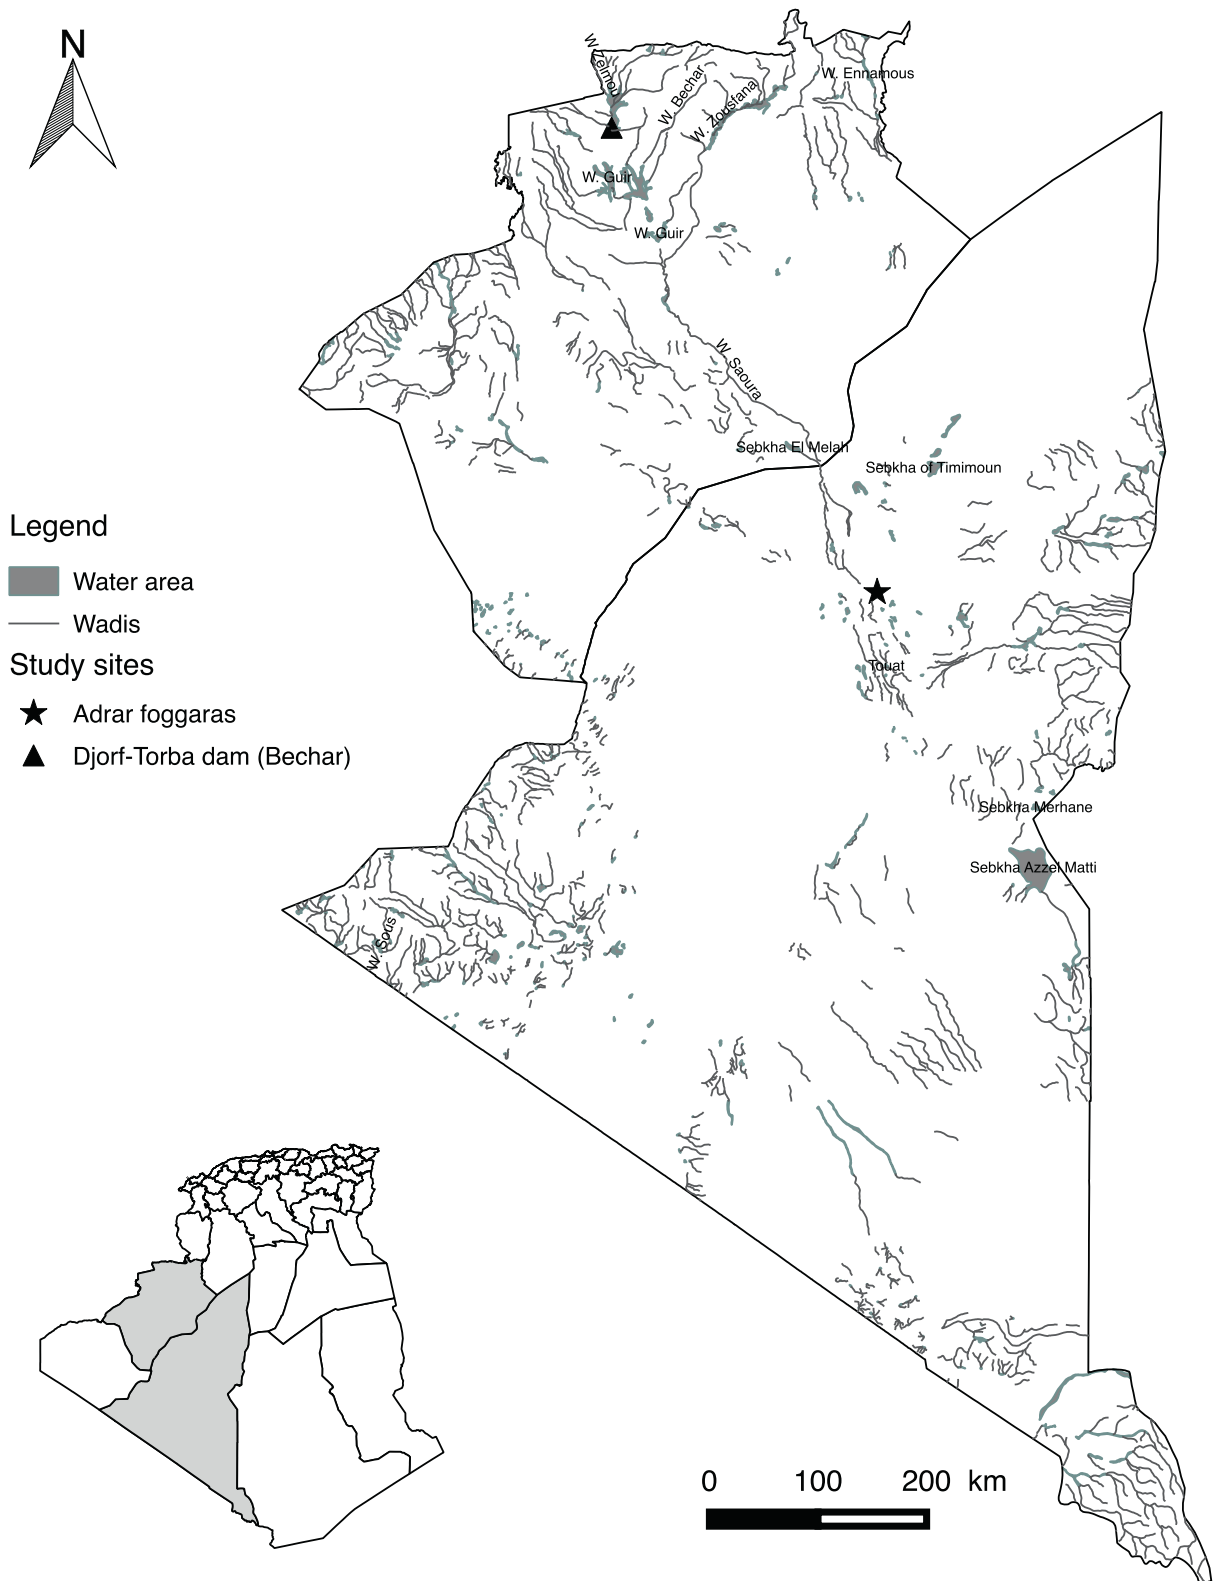 N
W. Zelmou
W. Bechar
W. Zousfana
W. Ennamous
W. Guir
W. Guir
W. Saoura
Sebkha El Melah
Sebkha of Timimoun
Legend
Water area
Wadis
Study sites
Adrar foggaras
Djorf-Torba dam (Bechar)
Touat
Sebkha Merhane
Sebkha Azzel Matti
W. Sous
0 100 200 km